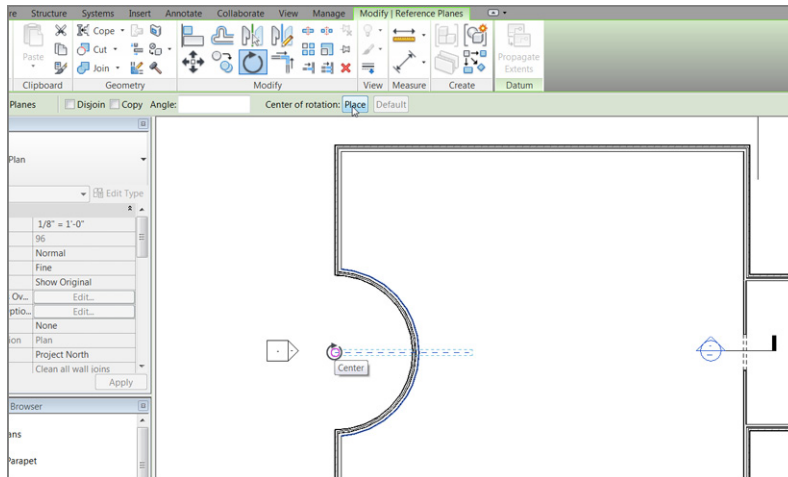 re Structure Systems Insert Annotate Collaborate View Manage Modify | Reference Planes
Paste Cope Cut Join Propagate Extents
Clipboard Geometry Modify View Measure Create Datum
Planes Disjoin Copy Angle: Center of rotation: Place Default
Plan
Edit Type
1/8" = 1'-0"
96
Normal
Fine
Show Original
Ov... Edit...
ptio... Edit...
None
ion Plan
Project North
Clean all wall joins
Apply
Center
Browser
ans
Parapet